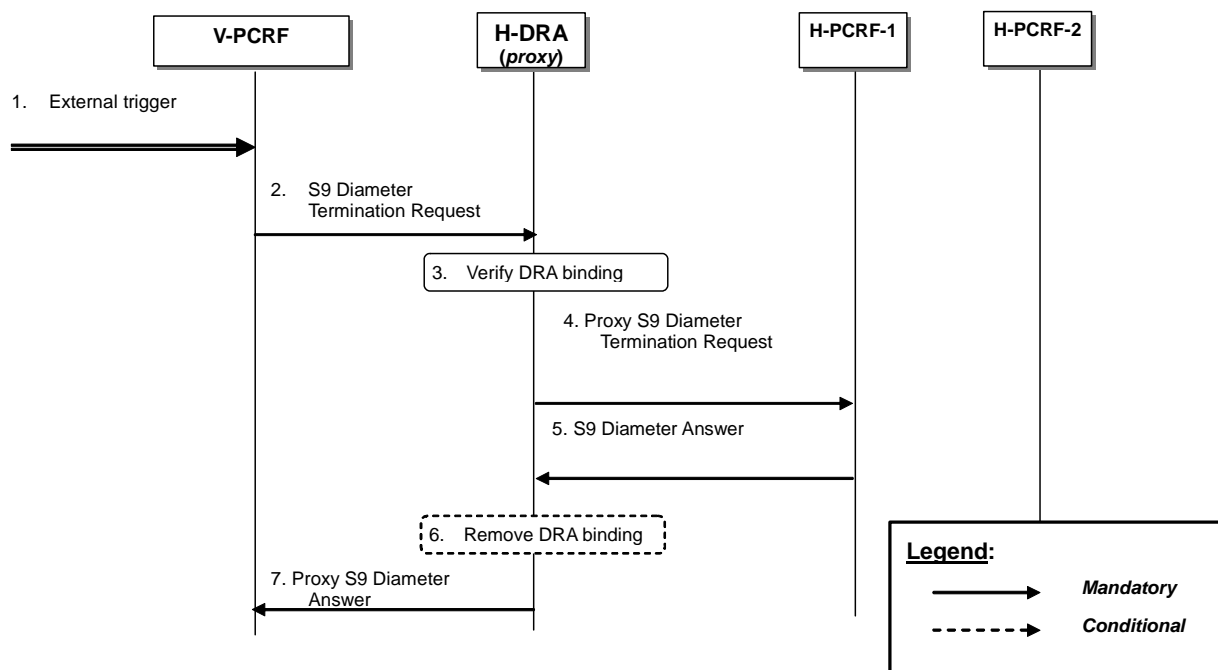 V-PCRF
H-DRA
(proxy)
H-PCRF-1
H-PCRF-2
1. External trigger
2. S9 Diameter
Termination Request
3. Verify DRA binding
4. Proxy S9 Diameter
Termination Request
5. S9 Diameter Answer
6. Remove DRA binding
7. Proxy S9 Diameter
Answer
Legend:
Mandatory
Conditional